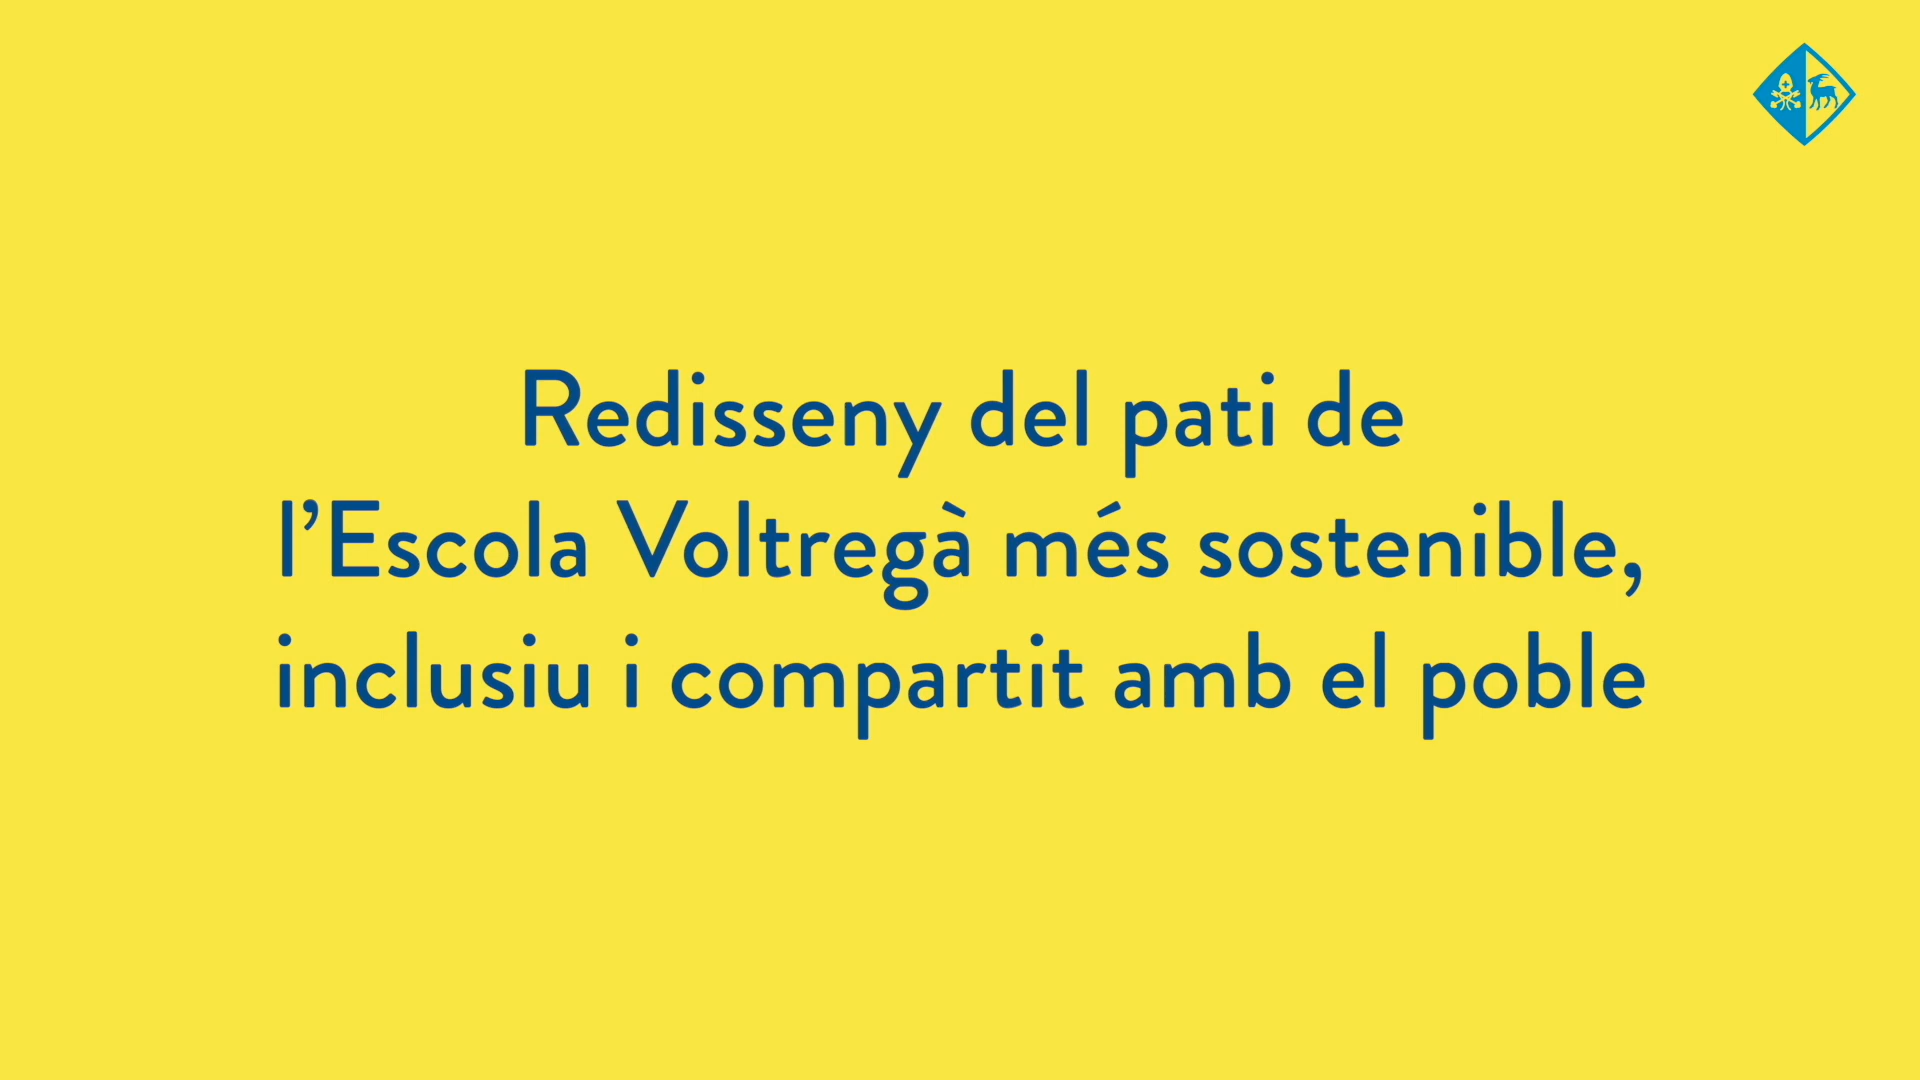 Redisseny del pati de
l’Escola Voltregà més sostenible,
inclusiu i compartit amb el poble